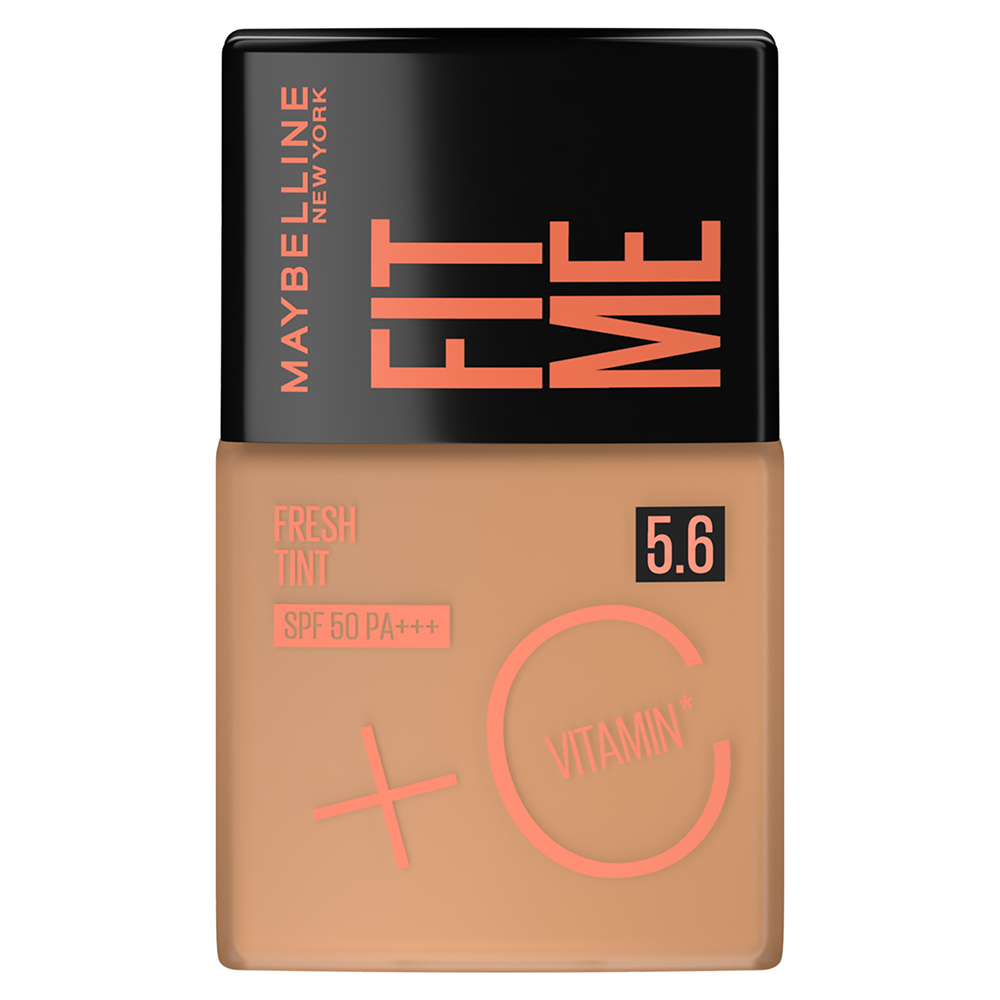 MAYBELLINE
NEW YORK
FIT
ME
FRESH
TINT
5.6
SPF 50 PA+++
+ C
VITAMIN*